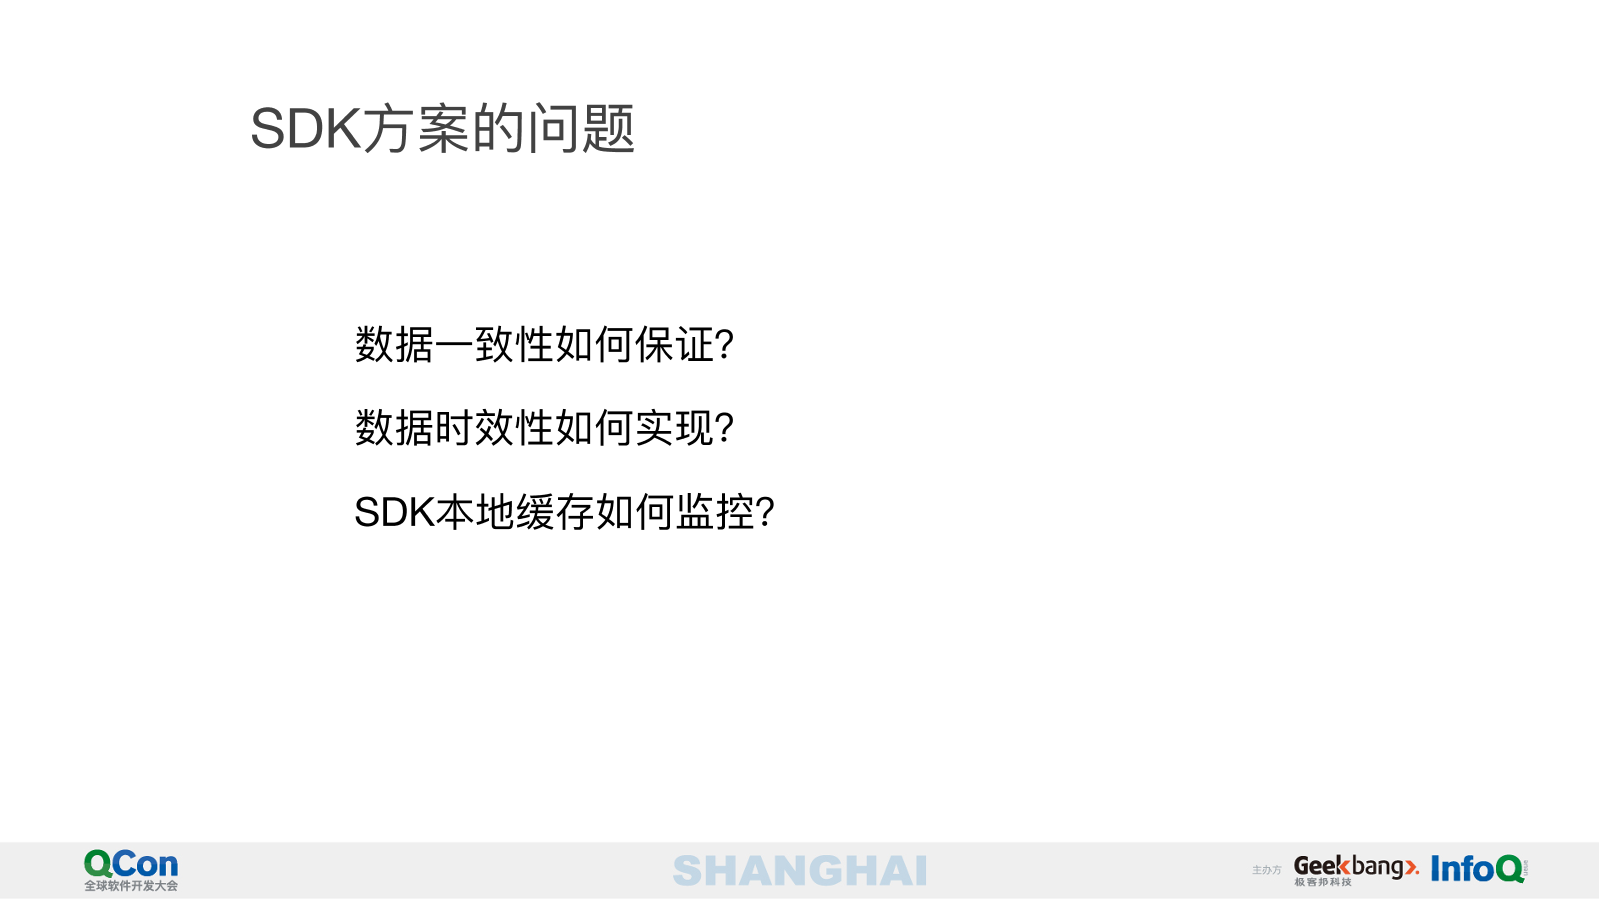 SDK方案的问题
数据一致性如何保证?
数据时效性如何实现?
SDK本地缓存如何监控?
QCon
全球软件开发大会
SHANGHAI
主办方
Geekbang>.
极客邦科技
InfoQ